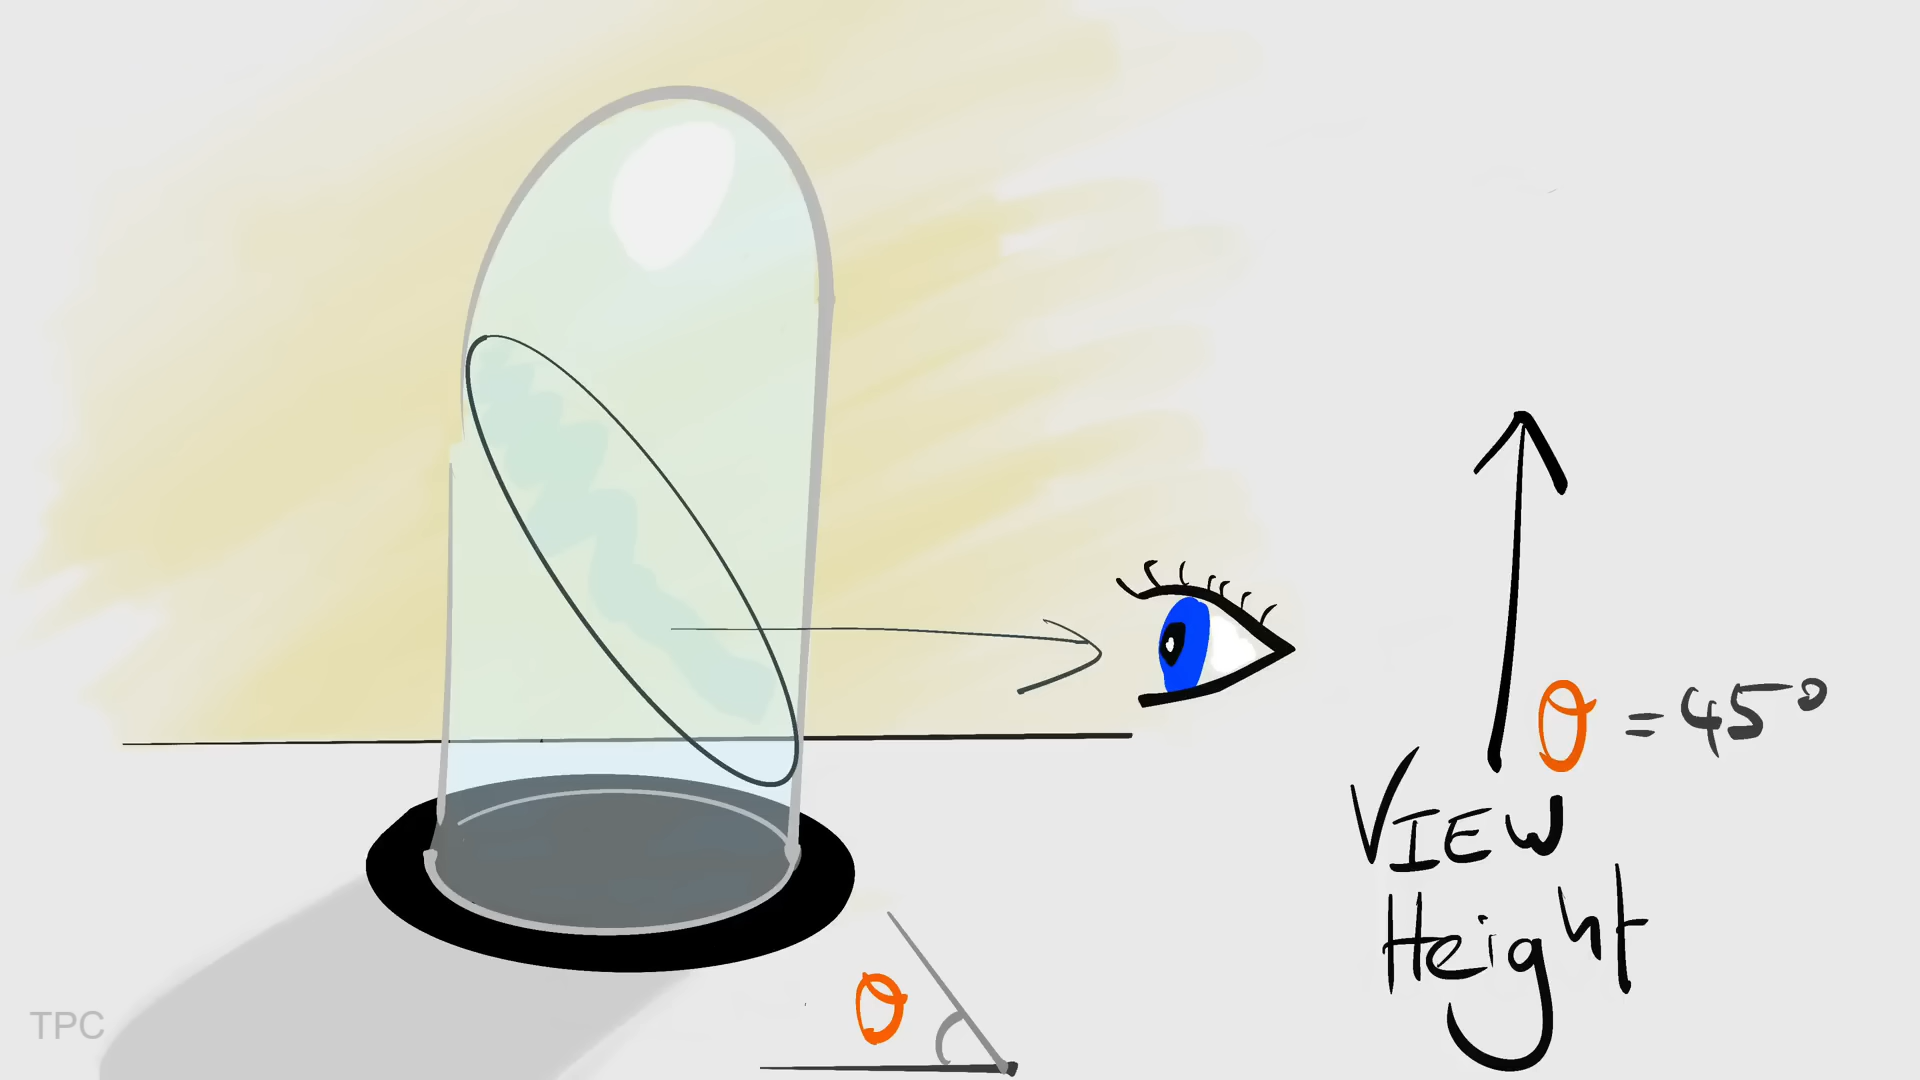 θ = 45°
VIEW
Height
θ
TPC